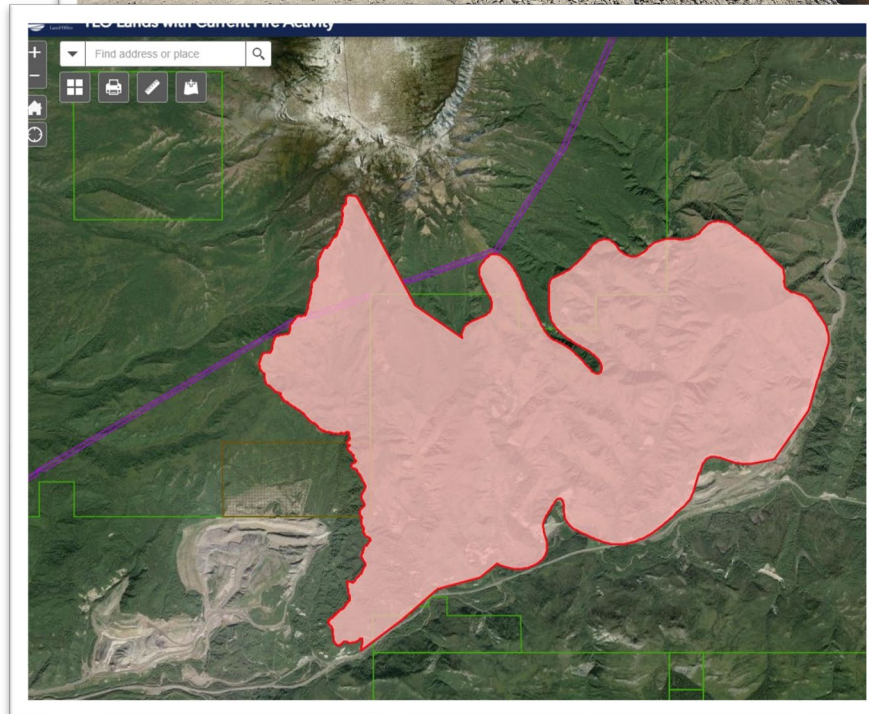 TLO Lands with Current Fire Activity
Find address or place